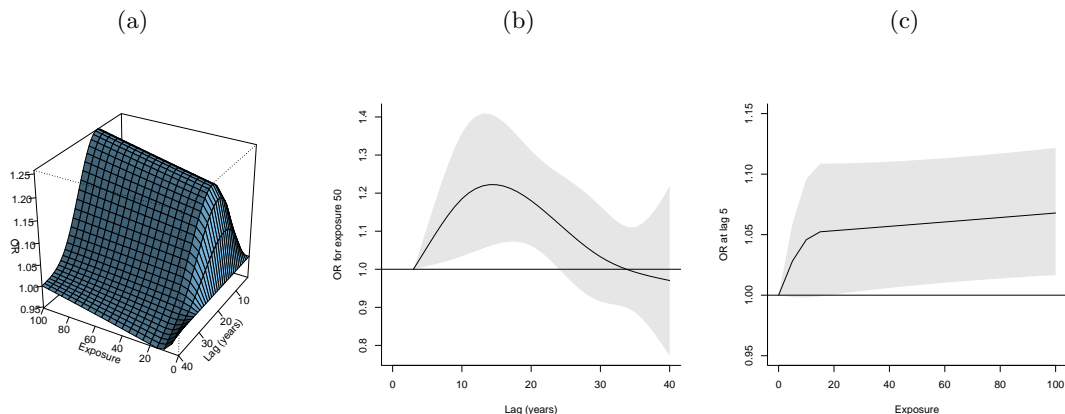 (a)
(b)
(c)
1.25
1.20
1.15
1.10
OR
1.05
1.00
0.95
100
80
60
40
20
0
Exposure
40
30
20
10
Lag (years)
1.4
1.3
1.2
1.1
1.0
0.9
0.8
OR for exposure 50
0 10 20 30 40
Lag (years)
1.15
1.10
1.05
1.00
0.95
OR at lag 5
0 20 40 60 80 100
Exposure